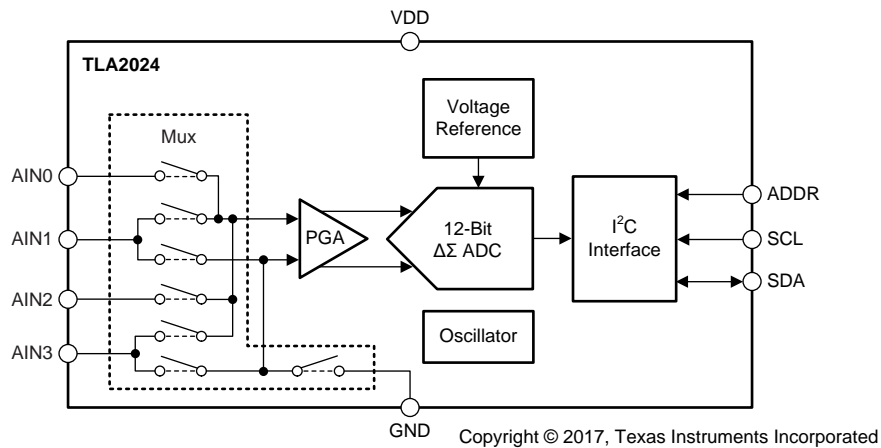 VDD
TLA2024
Voltage
Reference
Mux
AIN0
ADDR
PGA
12-Bit
ΔΣ ADC
I²C
Interface
AIN1
SCL
SDA
AIN2
Oscillator
AIN3
GND
Copyright © 2017, Texas Instruments Incorporated